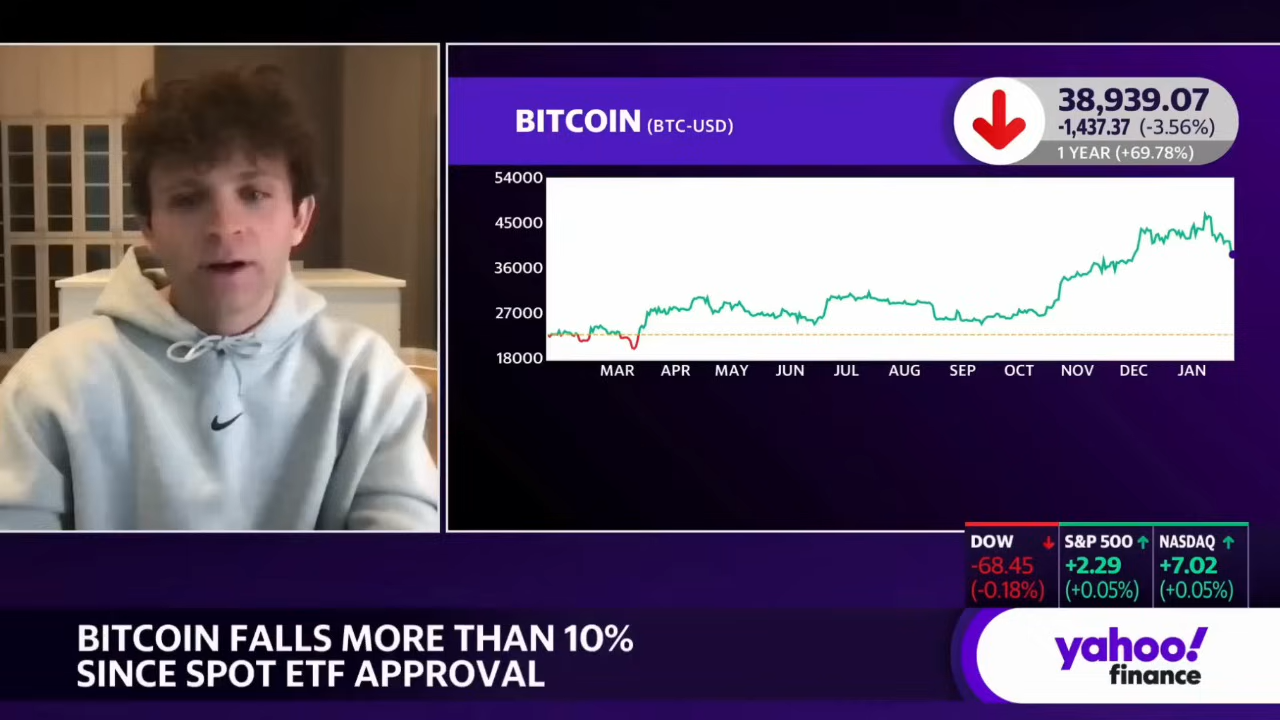 BITCOIN (BTC-USD)
38,939.07
-1,437.37 (-3.56%)
1 YEAR (+69.78%)
54000
45000
36000
27000
18000
MAR APR MAY JUN JUL AUG SEP OCT NOV DEC JAN
DOW
-68.45
(-0.18%)
S&P 500
+2.29
(+0.05%)
NASDAQ
+7.02
(+0.05%)
BITCOIN FALLS MORE THAN 10%
SINCE SPOT ETF APPROVAL
yahoo!
finance